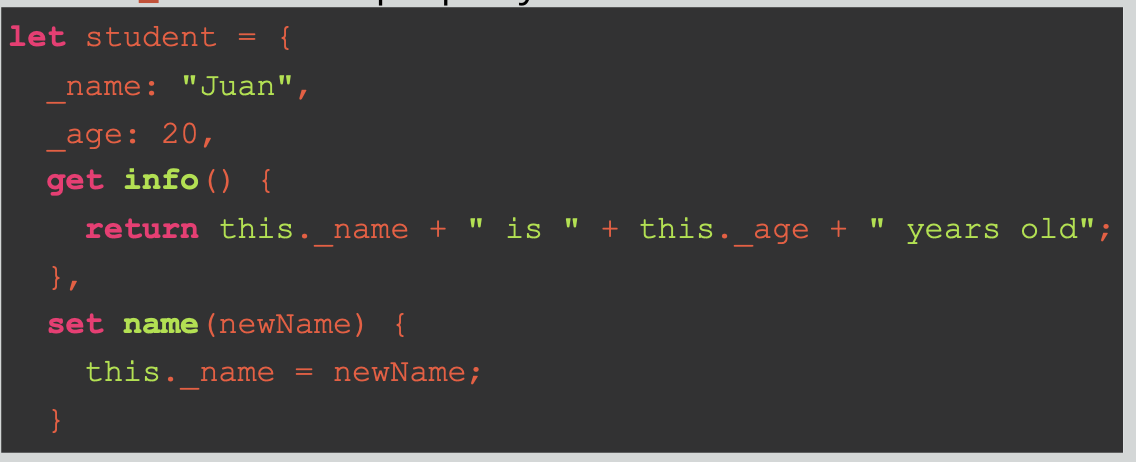 let student = {
  _name: "Juan",
  _age: 20,
  get info() {
    return this._name + " is " + this._age + " years old";
  },
  set name(newName) {
    this._name = newName;
  }